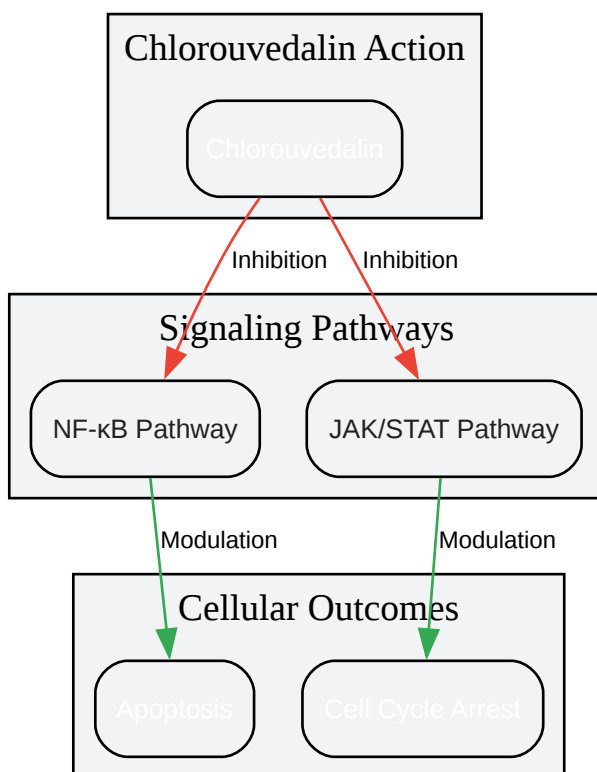 Chlorouvedalin Action
Chlorouvedalin
Inhibition
Inhibition
Signaling Pathways
NF-κB Pathway
JAK/STAT Pathway
Modulation
Modulation
Cellular Outcomes
Apoptosis
Cell Cycle Arrest